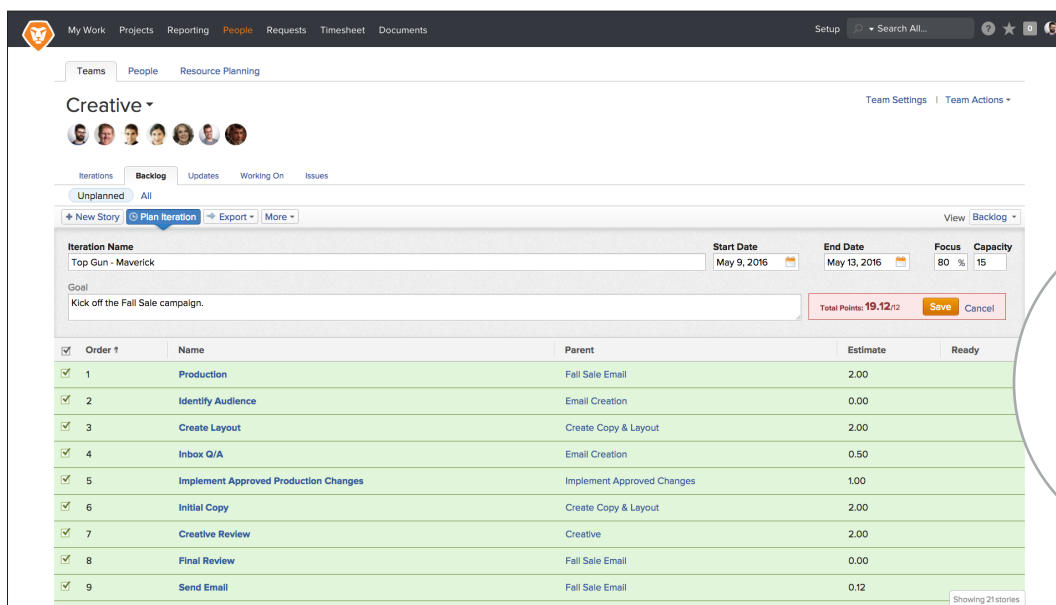 My Work Projects Reporting People Requests Timesheet Documents Setup Search All... ? 0
Teams People Resource Planning
Creative Team Settings | Team Actions
Iterations Backlog Updates Working On Issues
Unplanned All
+ New Story Plan Iteration Export More View Backlog
Iteration Name Start Date End Date Focus Capacity
Top Gun - Maverick May 9, 2016 May 13, 2016 80 % 15
Goal
Kick off the Fall Sale campaign. Total Points: 19.12/12 Save Cancel
Order Name Parent Estimate Ready
1 Production Fall Sale Email 2.00
2 Identify Audience Email Creation 0.00
3 Create Layout Create Copy & Layout 2.00
4 Inbox Q/A Email Creation 0.50
5 Implement Approved Production Changes Implement Approved Changes 1.00
6 Initial Copy Create Copy & Layout 2.00
7 Creative Review Creative 2.00
8 Final Review Fall Sale Email 0.00
9 Send Email Fall Sale Email 0.12
Showing 21 stories